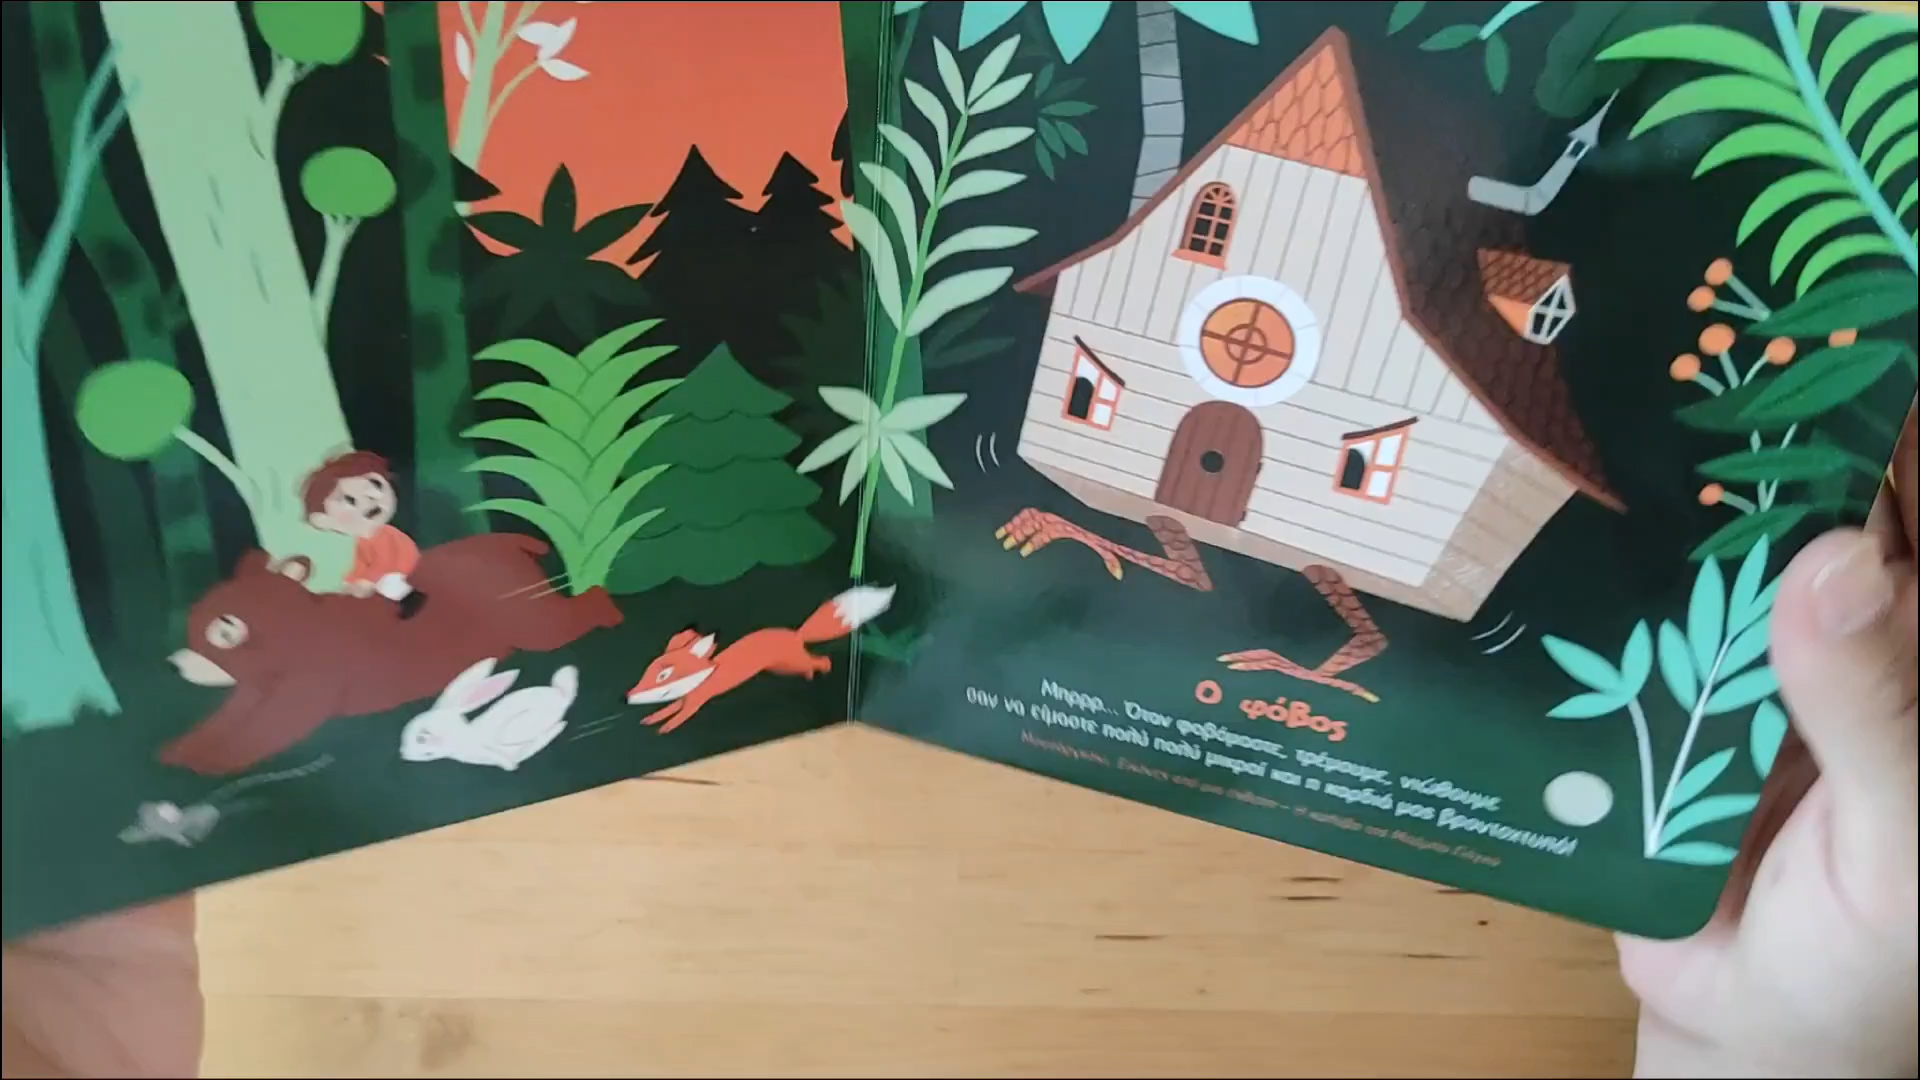 Ο φόβος
Μπρρρ... Όταν φοβόμαστε, τρέμουμε, νιώθουμε
σαν να είμαστε πολύ πολύ μικροί και η καρδιά μας βροντοχτυπά!